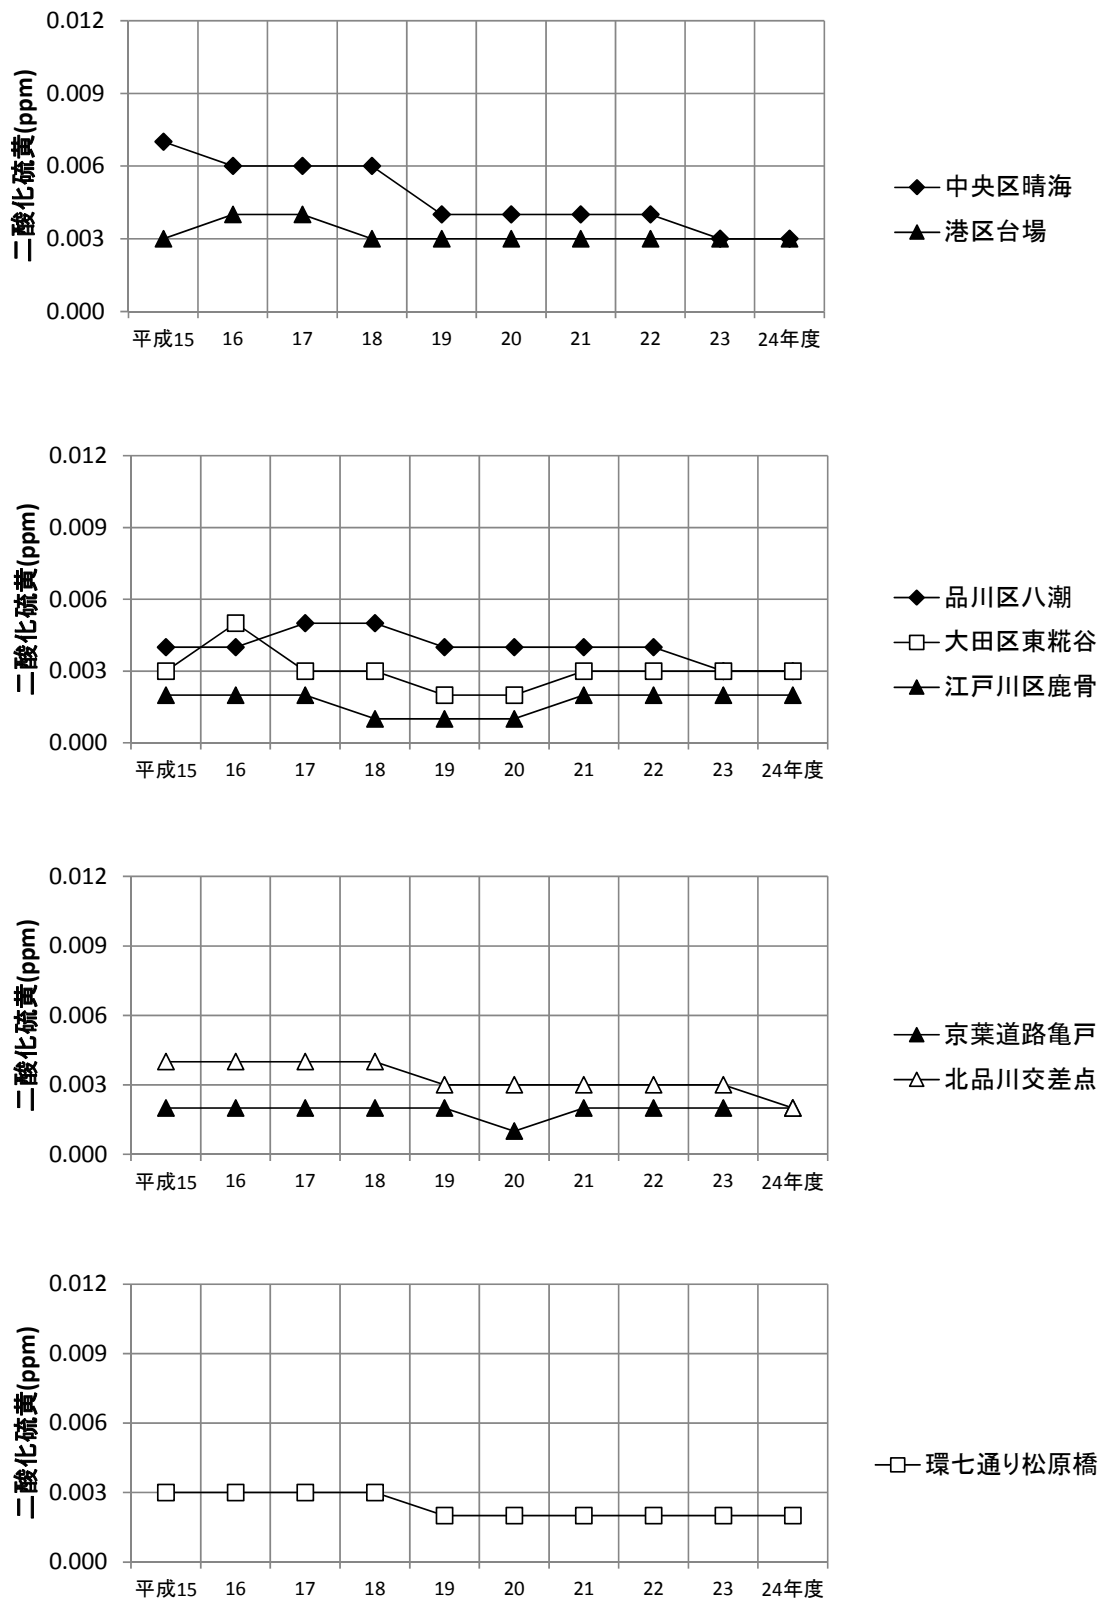 二酸化硫黄(ppm)
0.012
0.009
0.006
0.003
0.000
平成15 16 17 18 19 20 21 22 23 24年度
中央区晴海
港区台場
二酸化硫黄(ppm)
0.012
0.009
0.006
0.003
0.000
平成15 16 17 18 19 20 21 22 23 24年度
品川区八潮
大田区東糀谷
江戸川区鹿骨
二酸化硫黄(ppm)
0.012
0.009
0.006
0.003
0.000
平成15 16 17 18 19 20 21 22 23 24年度
京葉道路亀戸
北品川交差点
二酸化硫黄(ppm)
0.012
0.009
0.006
0.003
0.000
平成15 16 17 18 19 20 21 22 23 24年度
環七通り松原橋